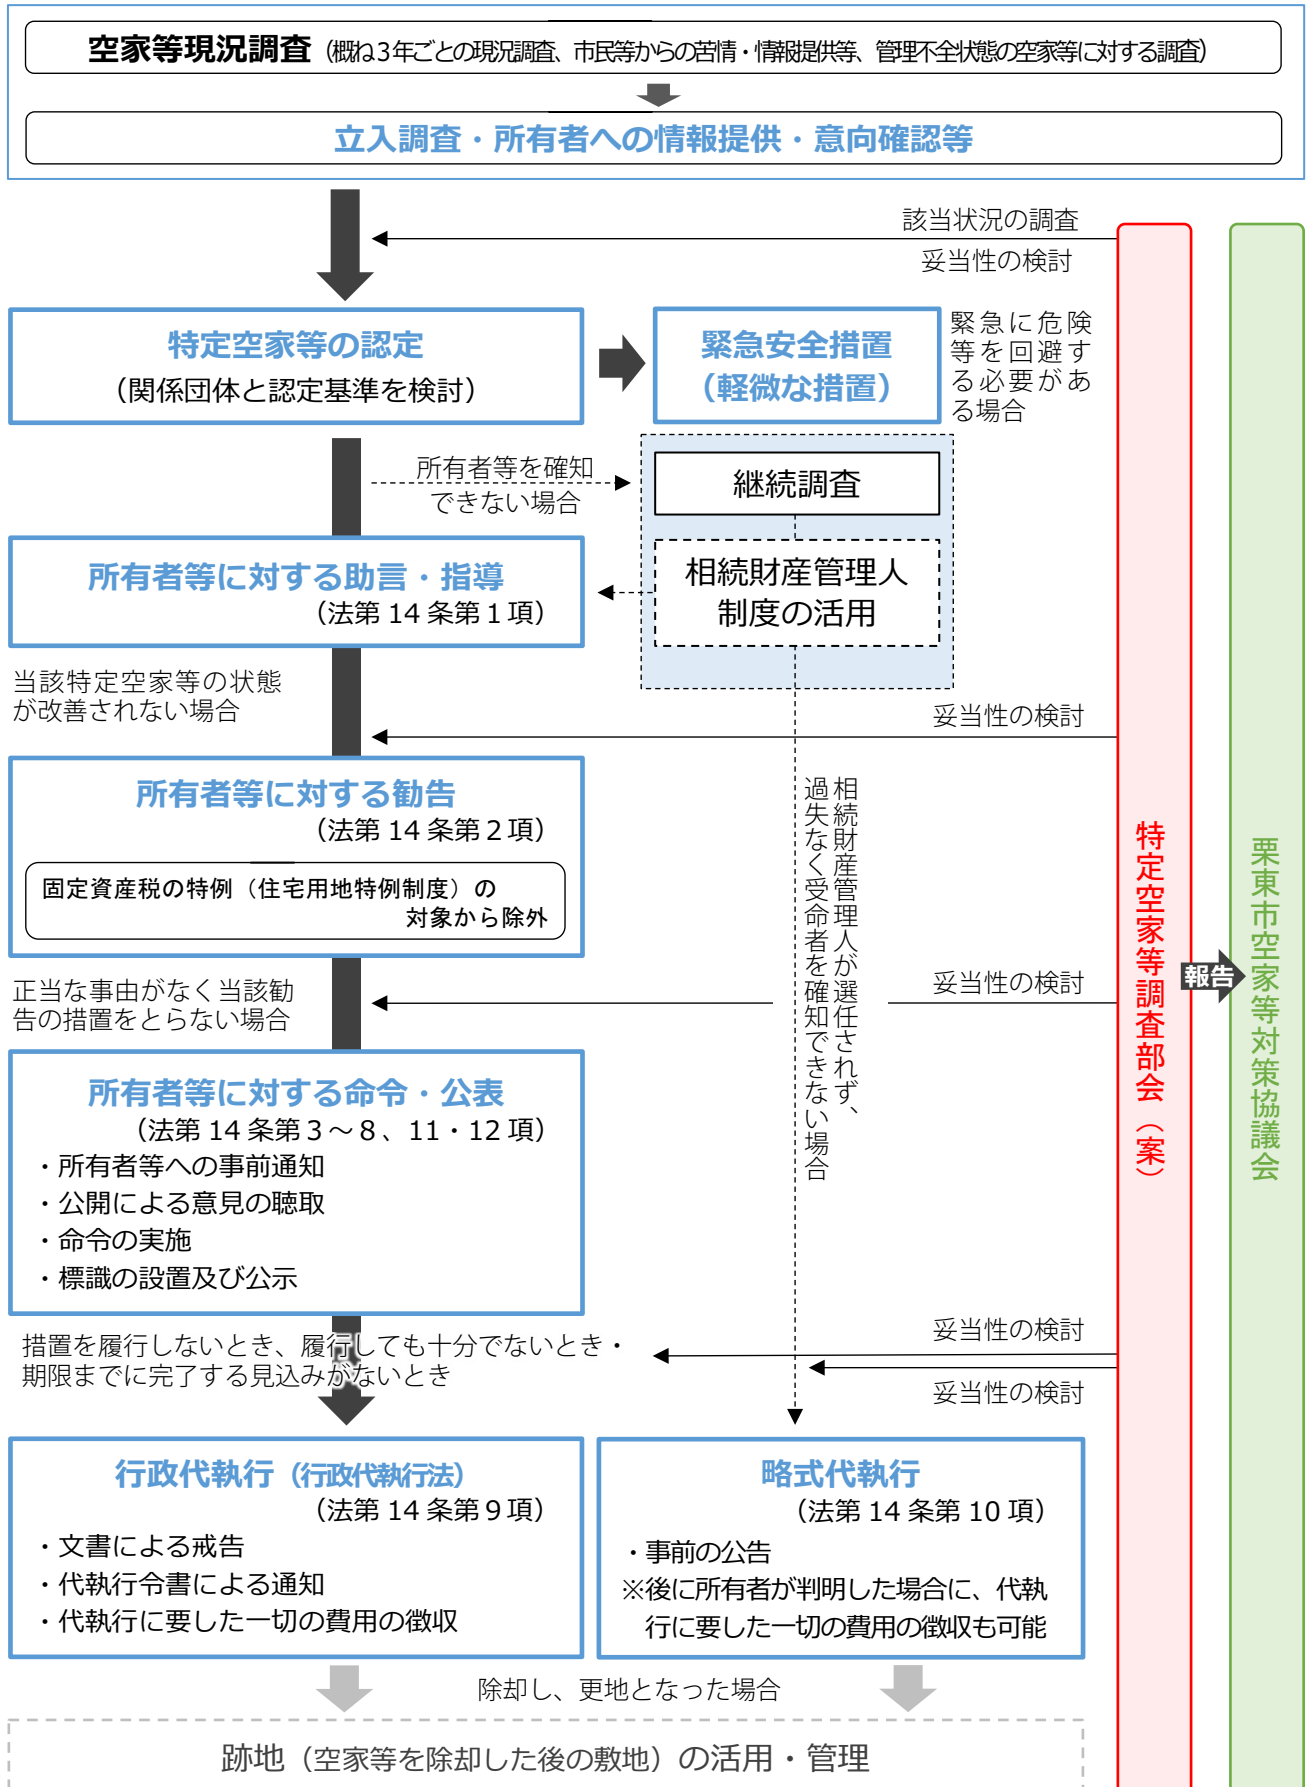 空家等現況調査（概ね３年ごとの現況調査、市民等からの苦情・情報提供等、管理不全状態の空家等に対する調査）
立入調査・所有者への情報提供・意向確認等
該当状況の調査
妥当性の検討
特定空家等の認定
（関係団体と認定基準を検討）
緊急安全措置
（軽微な措置）
緊急に危険
等を回避す
る必要があ
る場合
所有者等を確知
できない場合
継続調査
相続財産管理人
制度の活用
所有者等に対する助言・指導
（法第 14 条第１項）
当該特定空家等の状態
が改善されない場合
妥当性の検討
所有者等に対する勧告
（法第 14 条第２項）
固定資産税の特例（住宅用地特例制度）の
対象から除外
相続財産管理人が選任されず、
過失なく受命者を確知できない場合
特定空家等調査部会（案）
報告
栗東市空家等対策協議会
正当な事由がなく当該勧
告の措置をとらない場合
妥当性の検討
所有者等に対する命令・公表
（法第 14 条第３～８、11・12 項）
・所有者等への事前通知
・公開による意見の聴取
・命令の実施
・標識の設置及び公示
措置を履行しないとき、履行しても十分でないとき・
期限までに完了する見込みがないとき
妥当性の検討
妥当性の検討
行政代執行（行政代執行法）
（法第 14 条第９項）
・文書による戒告
・代執行令書による通知
・代執行に要した一切の費用の徴収
略式代執行
（法第 14 条第 10 項）
・事前の公告
※後に所有者が判明した場合に、代執
行に要した一切の費用の徴収も可能
除却し、更地となった場合
跡地（空家等を除却した後の敷地）の活用・管理